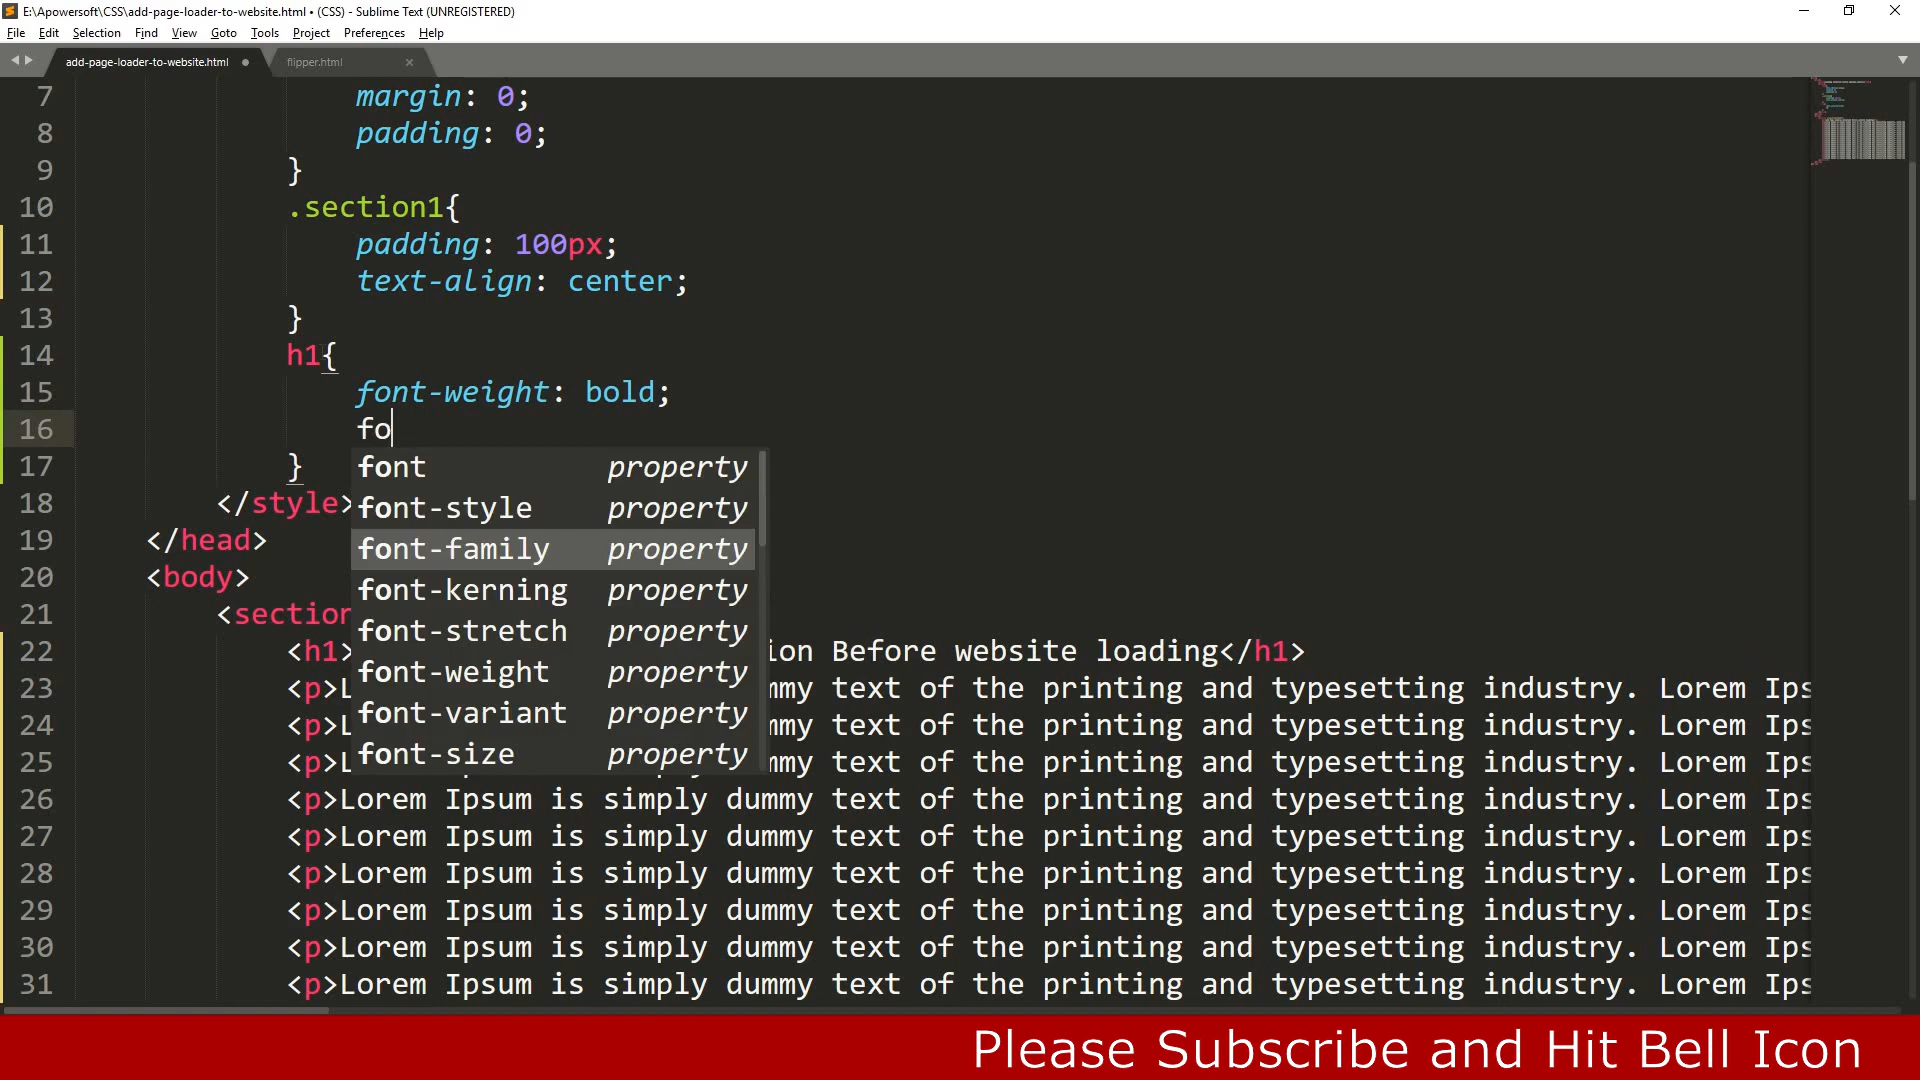 E:\Apowersoft\CSS\add-page-loader-to-website.html • (CSS) - Sublime Text (UNREGISTERED)
File Edit Selection Find View Goto Tools Project Preferences Help
add-page-loader-to-website.html flipper.html
7 margin: 0;
8 padding: 0;
9 }
10 .section1{
11 padding: 100px;
12 text-align: center;
13 }
14 h1{
15 font-weight: bold;
16 fo
17 }
font property
18 </style>
font-style property
19 </head>
font-family property
20 <body>
font-kerning property
21 <section
font-stretch property
22 <h1> ion Before website loading</h1>
font-weight property
23 <p>L mmy text of the printing and typesetting industry. Lorem Ips
font-variant property
24 <p>L mmy text of the printing and typesetting industry. Lorem Ips
font-size property
25 <p>L mmy text of the printing and typesetting industry. Lorem Ips
26 <p>Lorem Ipsum is simply dummy text of the printing and typesetting industry. Lorem Ips
27 <p>Lorem Ipsum is simply dummy text of the printing and typesetting industry. Lorem Ips
28 <p>Lorem Ipsum is simply dummy text of the printing and typesetting industry. Lorem Ips
29 <p>Lorem Ipsum is simply dummy text of the printing and typesetting industry. Lorem Ips
30 <p>Lorem Ipsum is simply dummy text of the printing and typesetting industry. Lorem Ips
31 <p>Lorem Ipsum is simply dummy text of the printing and typesetting industry. Lorem Ips
Please Subscribe and Hit Bell Icon